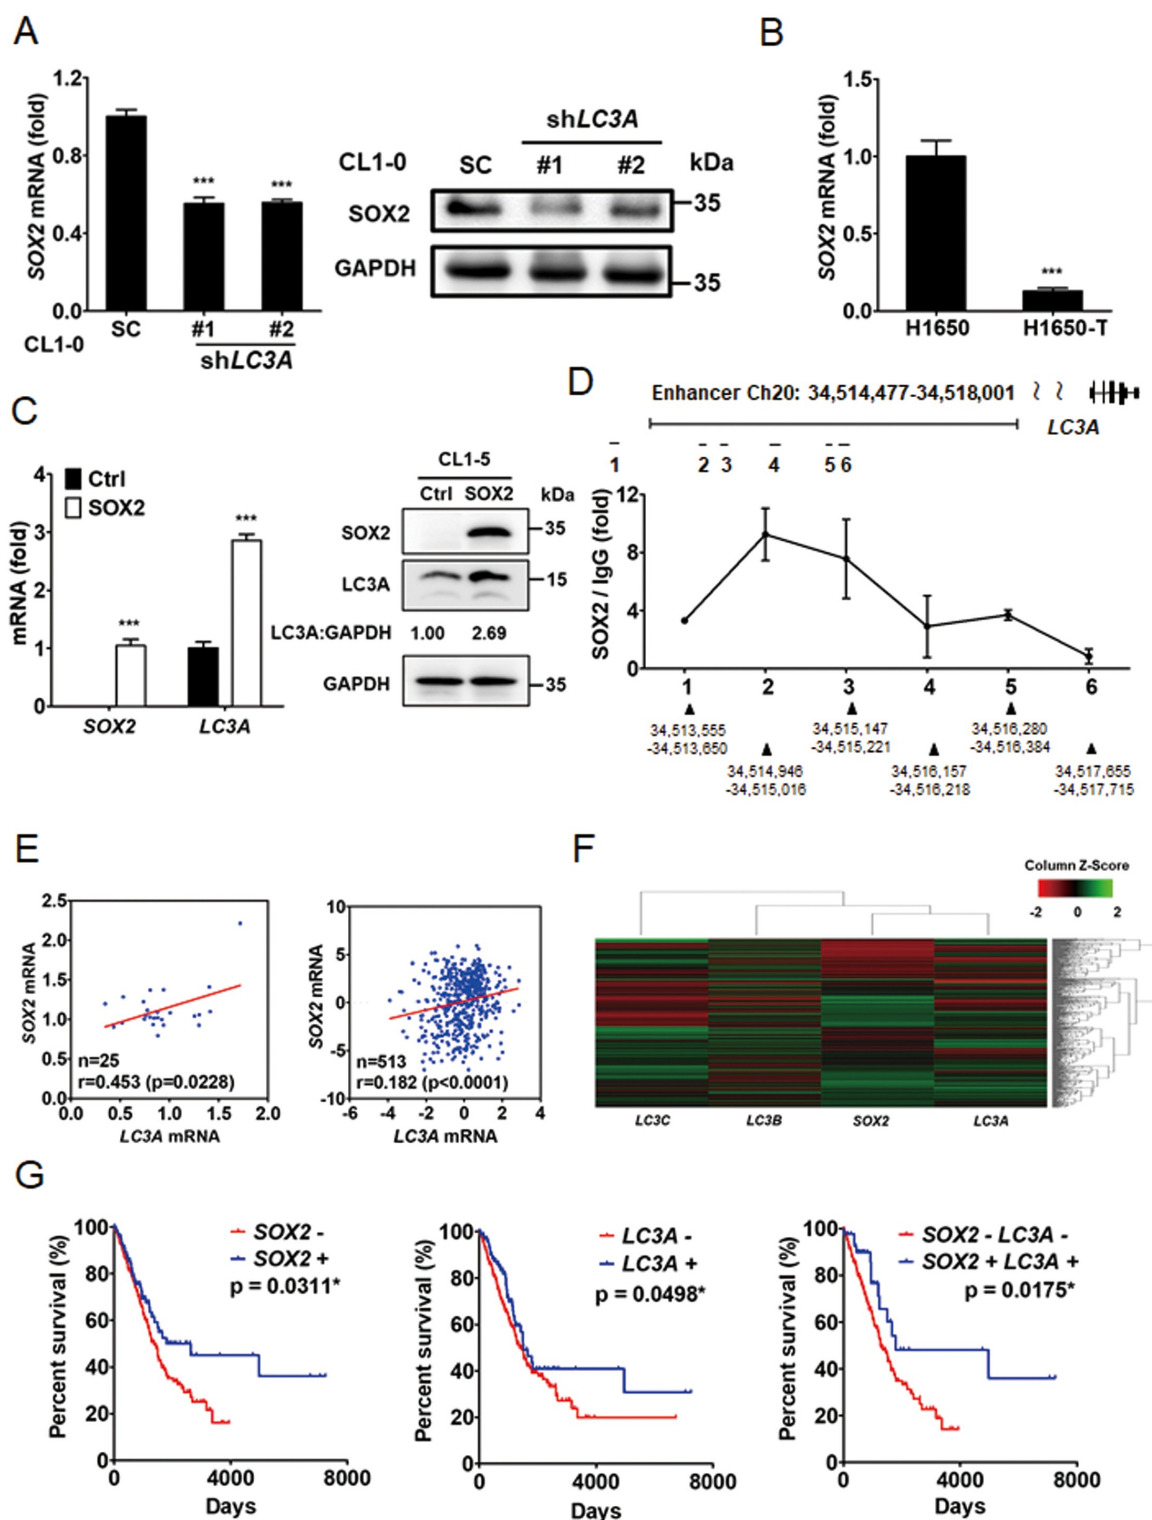 A
SOX2 mRNA (fold)
1.2
0.8
0.4
0.0
***
***
SC
#1
#2
CL1-0
shLC3A
shLC3A
CL1-0
SC
#1
#2
kDa
SOX2
35
GAPDH
35
B
SOX2 mRNA (fold)
1.5
1.0
0.5
0.0
***
H1650
H1650-T
C
mRNA (fold)
4
3
2
1
0
Ctrl
SOX2
***
***
SOX2
LC3A
CL1-5
Ctrl
SOX2
kDa
SOX2
35
LC3A
15
LC3A:GAPDH
1.00
2.69
GAPDH
35
D
Enhancer Ch20: 34,514,477-34,518,001
LC3A
1
2
3
4
5
6
SOX2 / IgG (fold)
12
8
4
0
1
2
3
4
5
6
34,513,555
-34,513,650
34,514,946
-34,515,016
34,515,147
-34,515,221
34,516,157
-34,516,218
34,516,280
-34,516,384
34,517,655
-34,517,715
E
SOX2 mRNA
2.5
2.0
1.5
1.0
0.5
0.0
n=25
r=0.453 (p=0.0228)
0.0
0.5
1.0
1.5
2.0
LC3A mRNA
SOX2 mRNA
10
5
0
-5
-10
n=513
r=0.182 (p<0.0001)
-6
-4
-2
0
2
4
LC3A mRNA
F
Column Z-Score
-2
0
2
LC3C
LC3B
SOX2
LC3A
G
Percent survival (%)
100
80
60
40
20
0
SOX2 -
SOX2 +
p = 0.0311*
0
4000
8000
Days
Percent survival (%)
100
80
60
40
20
0
LC3A -
LC3A +
p = 0.0498*
0
4000
8000
Days
Percent survival (%)
100
80
60
40
20
0
SOX2 - LC3A -
SOX2 + LC3A +
p = 0.0175*
0
4000
8000
Days